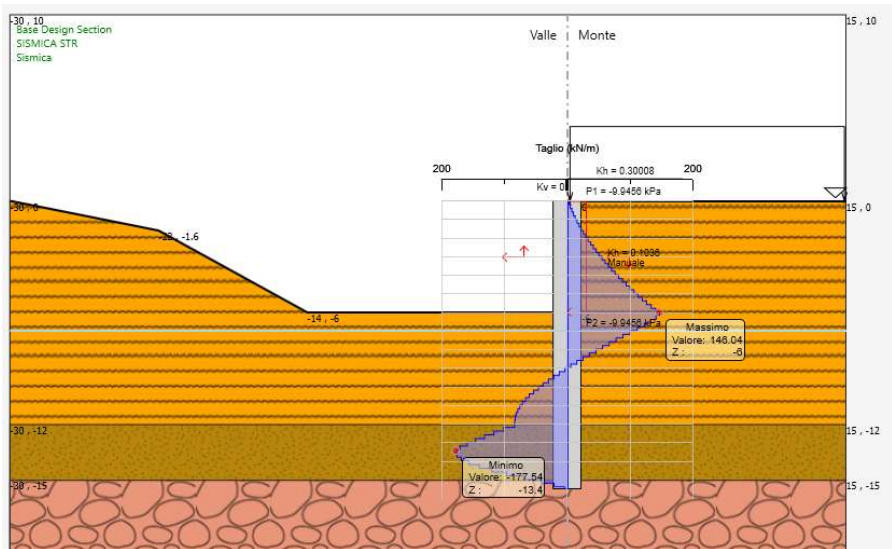 -30 , 10
15 , 10
Base Design Section
SISMICA STR
Sismica
Valle
Monte
Taglio (kN/m)
200
200
Kh = 0.30008
Kv = 0
P1 = -9.9456 kPa
-30 , 0
15 , 0
-22 , -1.6
Kh = 0.1036
Manuale
-14 , -6
P2 = -9.9456 kPa
Massimo
Valore: 146.04
Z : -6
-30 , -12
15 , -12
Minimo
Valore: -177.54
Z : -13.4
-30 , -15
15 , -15